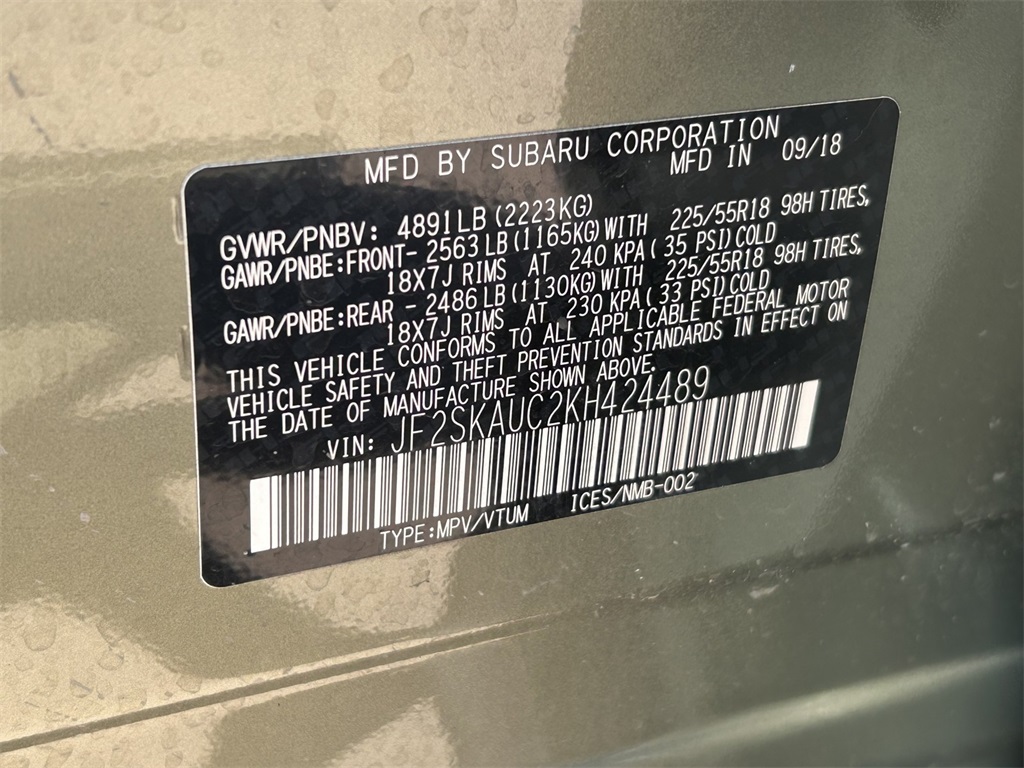 MFD BY SUBARU CORPORATION
MFD IN 09/18
GVWR/PNBV: 4891LB (2223KG)
GAWR/PNBE:FRONT- 2563 LB (1165KG) WITH 225/55R18 98H TIRES,
18X7J RIMS AT 240 KPA ( 35 PSI) COLD
GAWR/PNBE:REAR - 2486 LB (1130KG) WITH 225/55R18 98H TIRES,
18X7J RIMS AT 230 KPA ( 33 PSI) COLD
THIS VEHICLE CONFORMS TO ALL APPLICABLE FEDERAL MOTOR
VEHICLE SAFETY AND THEFT PREVENTION STANDARDS IN EFFECT ON
THE DATE OF MANUFACTURE SHOWN ABOVE.
VIN: JF2SKAUC2KH424489
TYPE:MPV/VTUM ICES/NMB-002